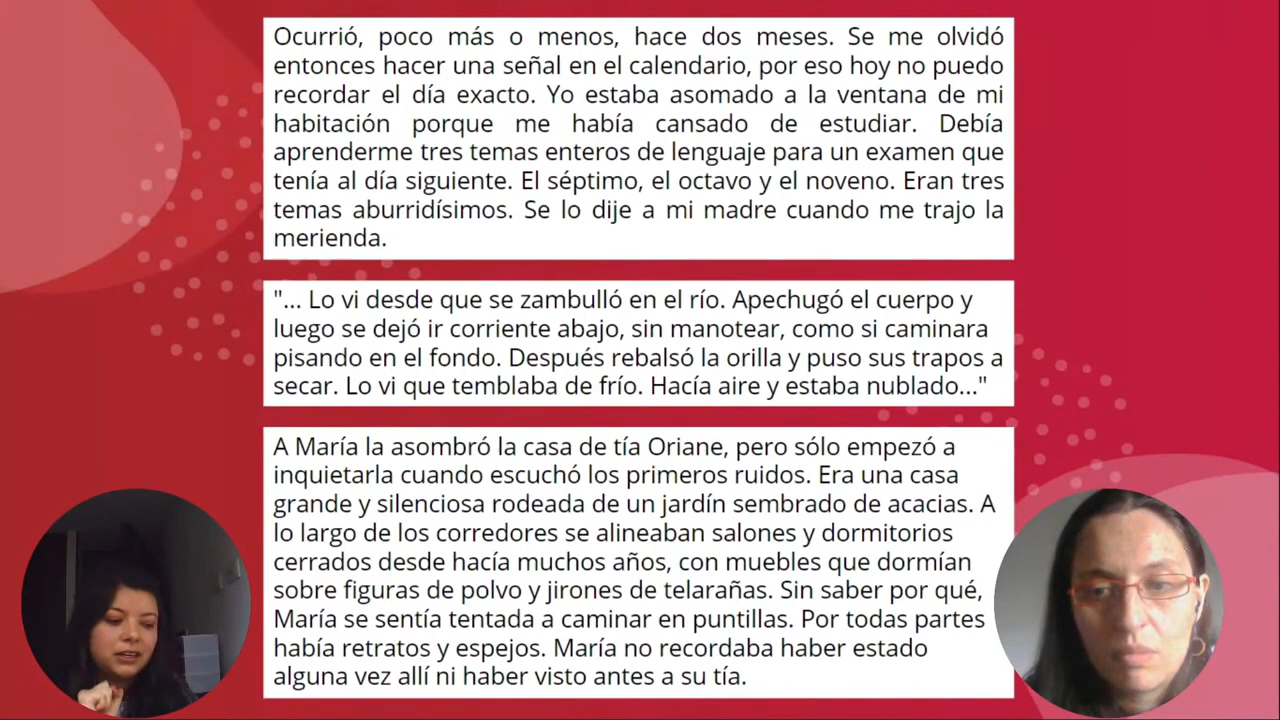 Ocurrió, poco más o menos, hace dos meses. Se me olvidó
entonces hacer una señal en el calendario, por eso hoy no puedo
recordar el día exacto. Yo estaba asomado a la ventana de mi
habitación porque me había cansado de estudiar. Debía
aprenderme tres temas enteros de lenguaje para un examen que
tenía al día siguiente. El séptimo, el octavo y el noveno. Eran tres
temas aburridísimos. Se lo dije a mi madre cuando me trajo la
merienda.
"... Lo vi desde que se zambulló en el río. Apechugó el cuerpo y
luego se dejó ir corriente abajo, sin manotear, como si caminara
pisando en el fondo. Después rebalsó la orilla y puso sus trapos a
secar. Lo vi que temblaba de frío. Hacía aire y estaba nublado..."
A María la asombró la casa de tía Oriane, pero sólo empezó a
inquietarla cuando escuchó los primeros ruidos. Era una casa
grande y silenciosa rodeada de un jardín sembrado de acacias. A
lo largo de los corredores se alineaban salones y dormitorios
cerrados desde hacía muchos años, con muebles que dormían
sobre figuras de polvo y jirones de telarañas. Sin saber por qué,
María se sentía tentada a caminar en puntillas. Por todas partes
había retratos y espejos. María no recordaba haber estado
alguna vez allí ni haber visto antes a su tía.